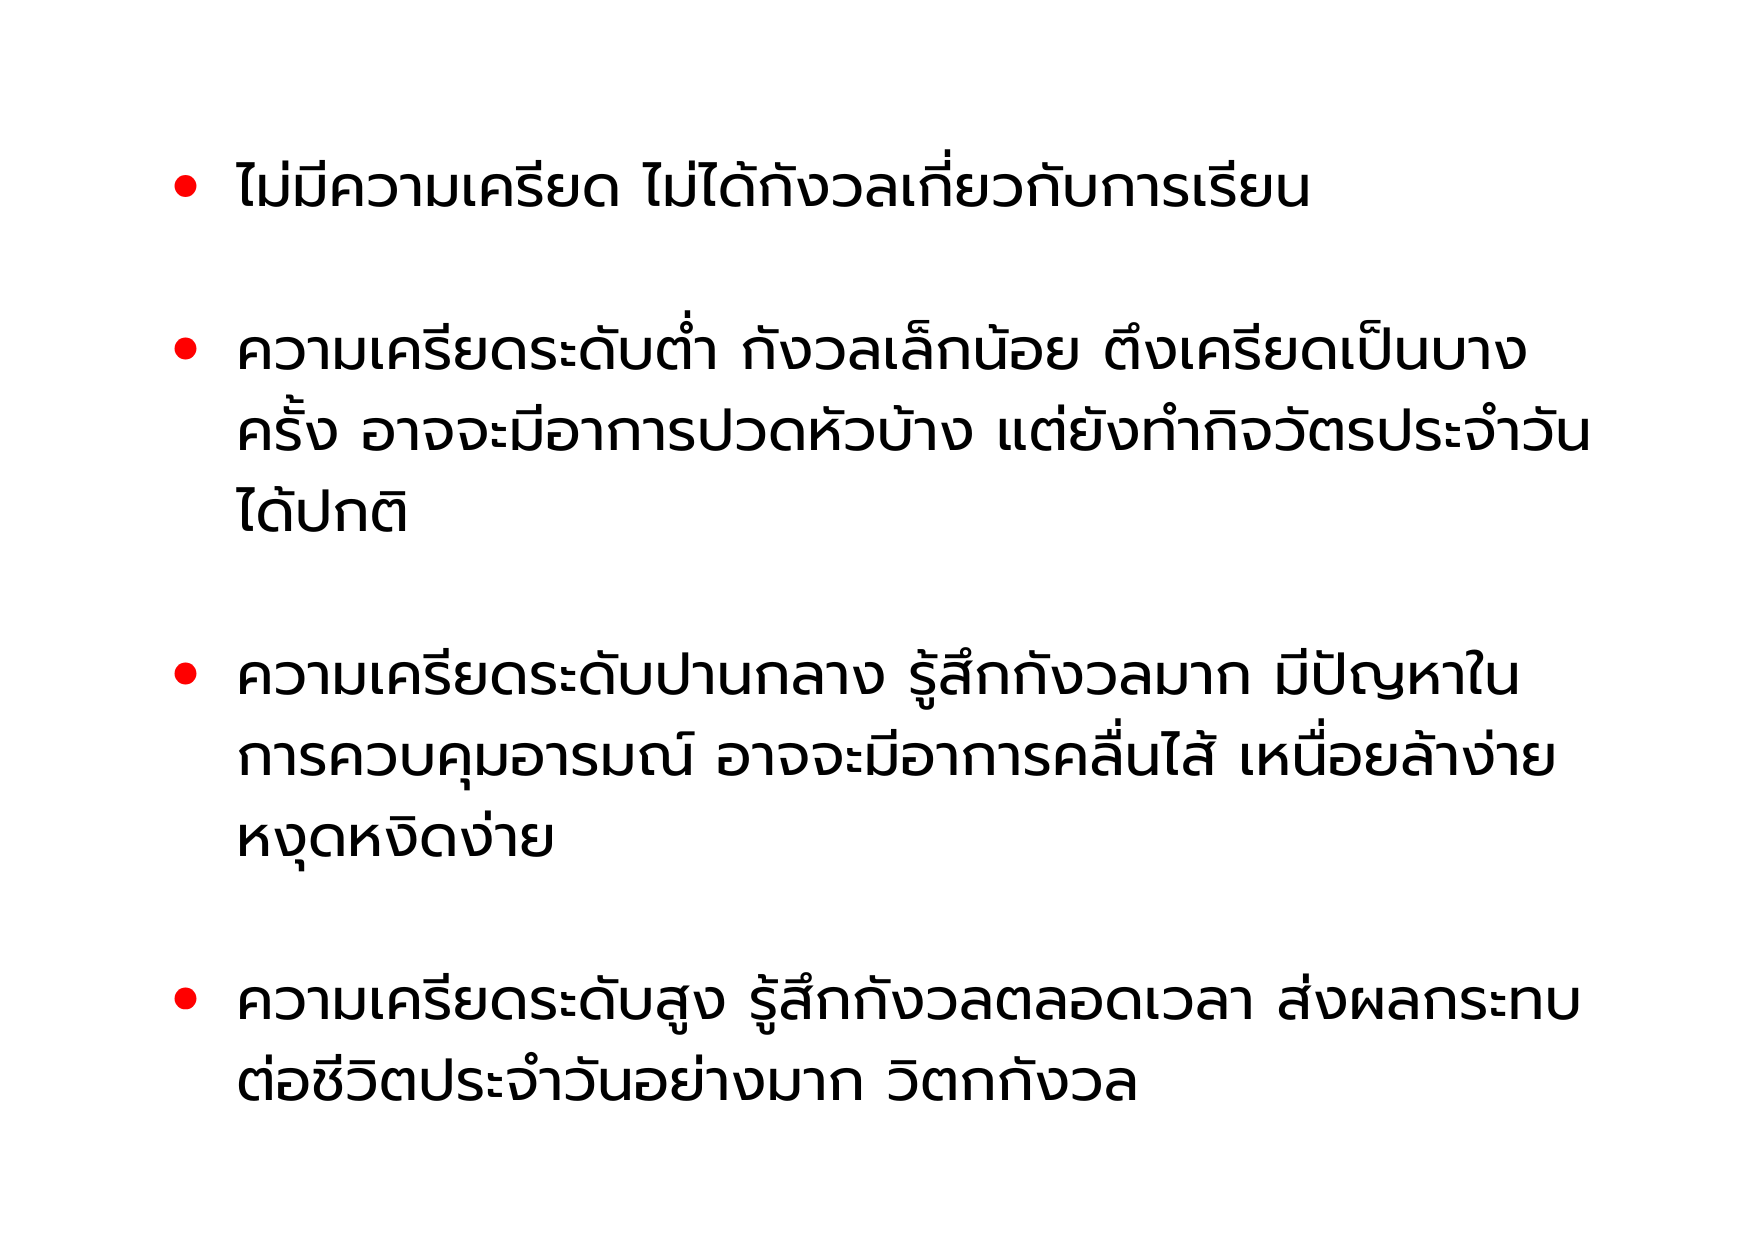 • ไม่มีความเครียด ไม่ได้กังวลเกี่ยวกับการเรียน
• ความเครียดระดับต่ำ กังวลเล็กน้อย ตึงเครียดเป็นบาง
ครั้ง อาจจะมีอาการปวดหัวบ้าง แต่ยังทำกิจวัตรประจำวัน
ได้ปกติ
• ความเครียดระดับปานกลาง รู้สึกกังวลมาก มีปัญหาใน
การควบคุมอารมณ์ อาจจะมีอาการคลื่นไส้ เหนื่อยล้าง่าย
หงุดหงิดง่าย
• ความเครียดระดับสูง รู้สึกกังวลตลอดเวลา ส่งผลกระทบ
ต่อชีวิตประจำวันอย่างมาก วิตกกังวล